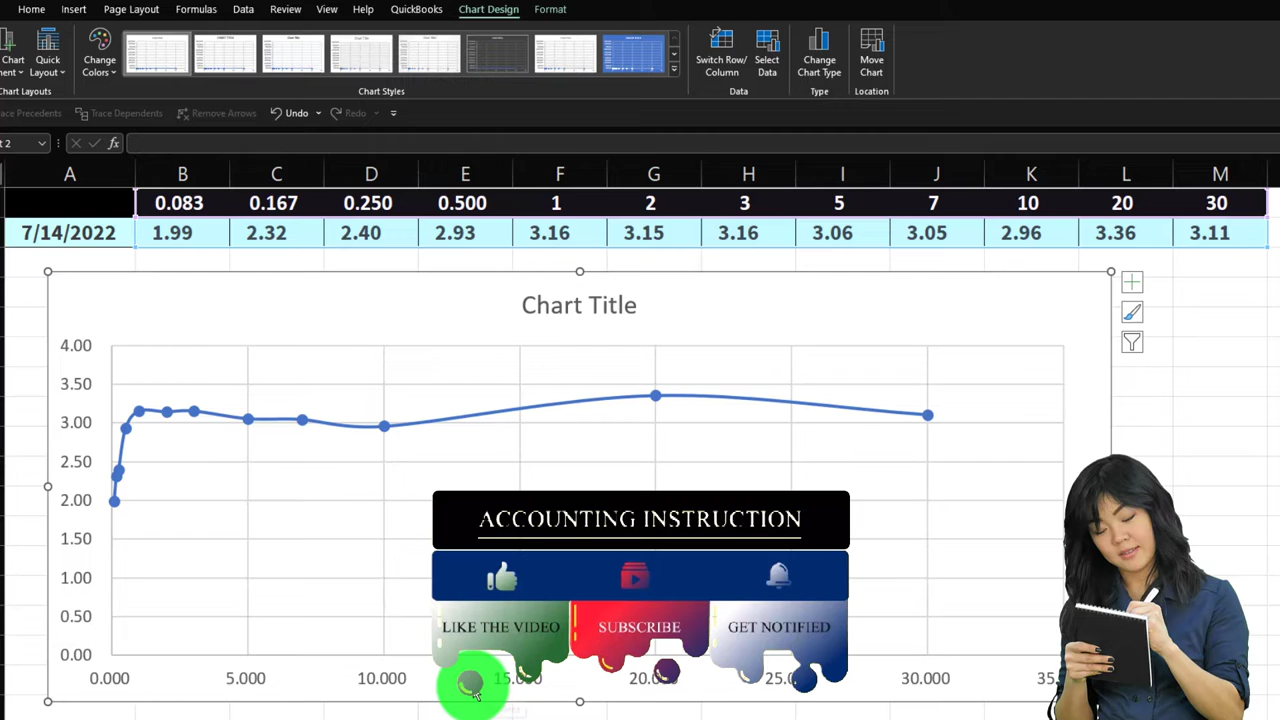 Home Insert Page Layout Formulas Data Review View Help QuickBooks Chart Design Format
Chart Quick Change Switch Row/ Select Change Move
Layout Colors Column Data Chart Type Chart
Chart Layouts Chart Styles Data Type Location
Trace Dependents Remove Arrows Undo Redo
fx
A B C D E F G H I J K L M
0.083 0.167 0.250 0.500 1 2 3 5 7 10 20 30
7/14/2022 1.99 2.32 2.40 2.93 3.16 3.15 3.16 3.06 3.05 2.96 3.36 3.11
Chart Title
4.00
3.50
3.00
2.50
2.00
1.50
1.00
0.50
0.00
0.000 5.000 10.000 15.000 20.000 30.000
ACCOUNTING INSTRUCTION
LIKE THE VIDEO SUBSCRIBE GET NOTIFIED